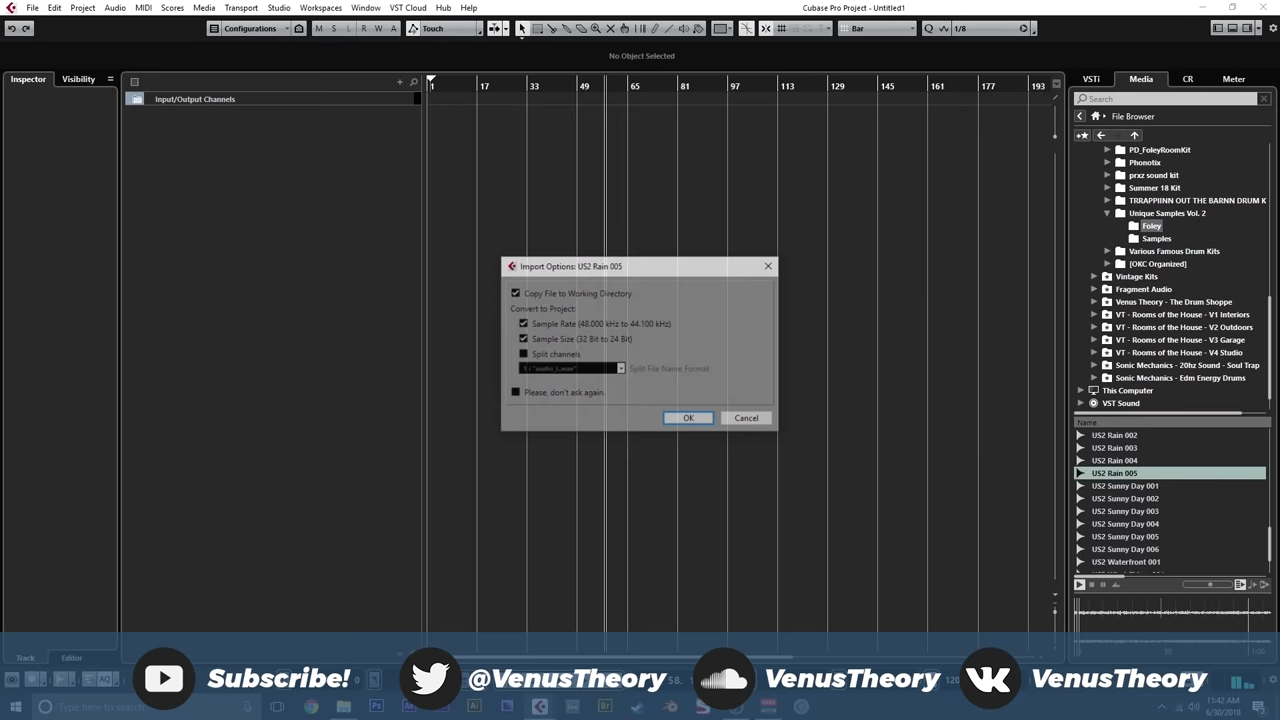 File Edit Project Audio MIDI Scores Media Transport Studio Workspaces Window VST Cloud Hub Help
Cubase Pro Project - Untitled1
Configurations M S L R W A Touch Bar Q 1/8
No Object Selected
Inspector Visibility
1 17 33 49 65 81 97 113 129 145 161 177 193
VSTi Media CR Meter
Input/Output Channels
Search
File Browser
PD_FoleyRoomKit
Phonotix
prxz sound kit
Summer 18 Kit
TRRAPPIINN OUT THE BARNN DRUM K
Unique Samples Vol. 2
Foley
Samples
Various Famous Drum Kits
[OKC Organized]
Vintage Kits
Fragment Audio
Venus Theory - The Drum Shoppe
VT - Rooms of the House - V1 Interiors
VT - Rooms of the House - V2 Outdoors
VT - Rooms of the House - V3 Garage
VT - Rooms of the House - V4 Studio
Sonic Mechanics - 20hz Sound - Soul Trap
Sonic Mechanics - Edm Energy Drums
This Computer
VST Sound
Import Options: US2 Rain 005
Copy File to Working Directory
Convert to Project:
Sample Rate (48.000 kHz to 44.100 kHz)
Sample Size (32 Bit to 24 Bit)
Split channels
Split File Name Format
Please, don't ask again.
OK Cancel
Name
US2 Rain 002
US2 Rain 003
US2 Rain 004
US2 Rain 005
US2 Sunny Day 001
US2 Sunny Day 002
US2 Sunny Day 003
US2 Sunny Day 004
US2 Sunny Day 005
US2 Sunny Day 006
US2 Waterfront 001
Track Editor
Subscribe! @VenusTheory VenusTheory VenusTheory
Type here to search
11:42 AM
6/30/2018